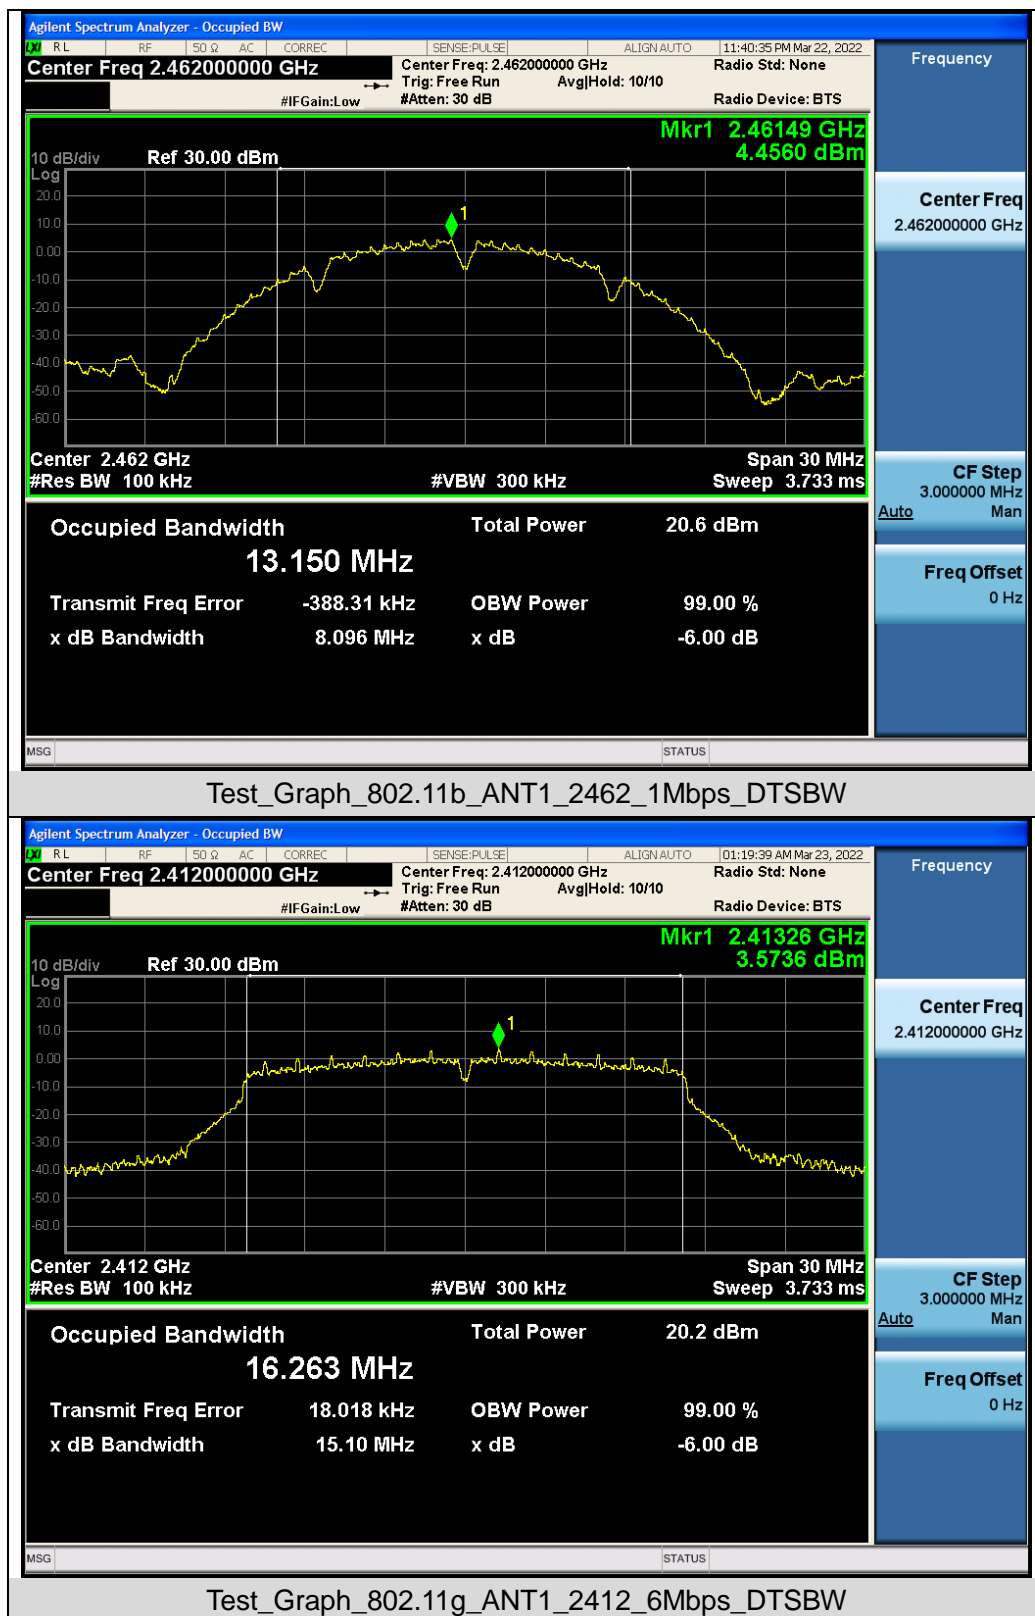 Agilent Spectrum Analyzer - Occupied BW
LXI RL RF 50 Ω AC CORREC SENSE:PULSE ALIGN AUTO 11:40:35 PM Mar 22, 2022
Center Freq 2.462000000 GHz Center Freq: 2.462000000 GHz Radio Std: None
Trig: Free Run Avg|Hold: 10/10
#IFGain:Low #Atten: 30 dB Radio Device: BTS
Frequency
Mkr1 2.46149 GHz
4.4560 dBm
10 dB/div Ref 30.00 dBm
Log
20.0
10.0
0.00
-10.0
-20.0
-30.0
-40.0
-50.0
-60.0
1
Center 2.462 GHz Span 30 MHz
#Res BW 100 kHz #VBW 300 kHz Sweep 3.733 ms
Center Freq
2.462000000 GHz
CF Step
3.000000 MHz
Auto Man
Freq Offset
0 Hz
Occupied Bandwidth Total Power 20.6 dBm
13.150 MHz
Transmit Freq Error -388.31 kHz OBW Power 99.00 %
x dB Bandwidth 8.096 MHz x dB -6.00 dB
MSG STATUS
Test_Graph_802.11b_ANT1_2462_1Mbps_DTSBW
Agilent Spectrum Analyzer - Occupied BW
LXI RL RF 50 Ω AC CORREC SENSE:PULSE ALIGN AUTO 01:19:39 AM Mar 23, 2022
Center Freq 2.412000000 GHz Center Freq: 2.412000000 GHz Radio Std: None
Trig: Free Run Avg|Hold: 10/10
#IFGain:Low #Atten: 30 dB Radio Device: BTS
Frequency
Mkr1 2.41326 GHz
3.5736 dBm
10 dB/div Ref 30.00 dBm
Log
20.0
10.0
0.00
-10.0
-20.0
-30.0
-40.0
-50.0
-60.0
1
Center 2.412 GHz Span 30 MHz
#Res BW 100 kHz #VBW 300 kHz Sweep 3.733 ms
Center Freq
2.412000000 GHz
CF Step
3.000000 MHz
Auto Man
Freq Offset
0 Hz
Occupied Bandwidth Total Power 20.2 dBm
16.263 MHz
Transmit Freq Error 18.018 kHz OBW Power 99.00 %
x dB Bandwidth 15.10 MHz x dB -6.00 dB
MSG STATUS
Test_Graph_802.11g_ANT1_2412_6Mbps_DTSBW